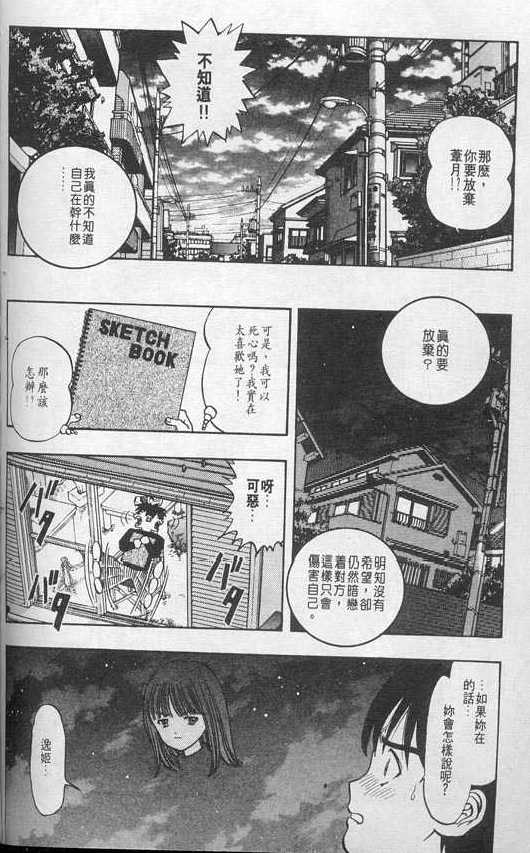 那麼，
你要放棄
葦月!?
不知道!!
我真的不知道
自己在幹什麼
……
真的要
放棄？
明知沒有
希望，卻
仍然暗戀
着對方，
這樣只會
傷害自己。
可是，我可以
死心嗎？我實在
太喜歡她了！
那麼該
怎辦!?
SKETCH
BOOK
呀…
可惡…
バタ
バタ
バタ
…如果妳在
的話…
妳會怎樣說呢？
逸姬…